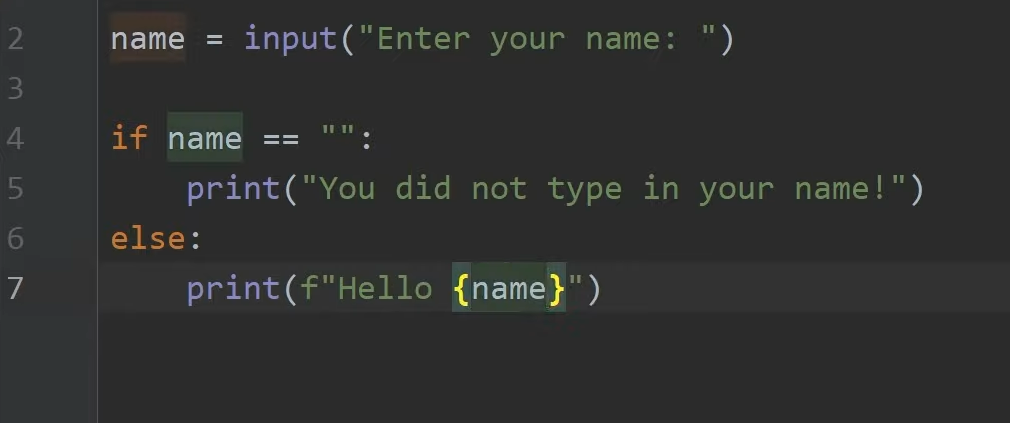 2 name = input("Enter your name: ")
3
4 if name == "":
5     print("You did not type in your name!")
6 else:
7     print(f"Hello {name}")